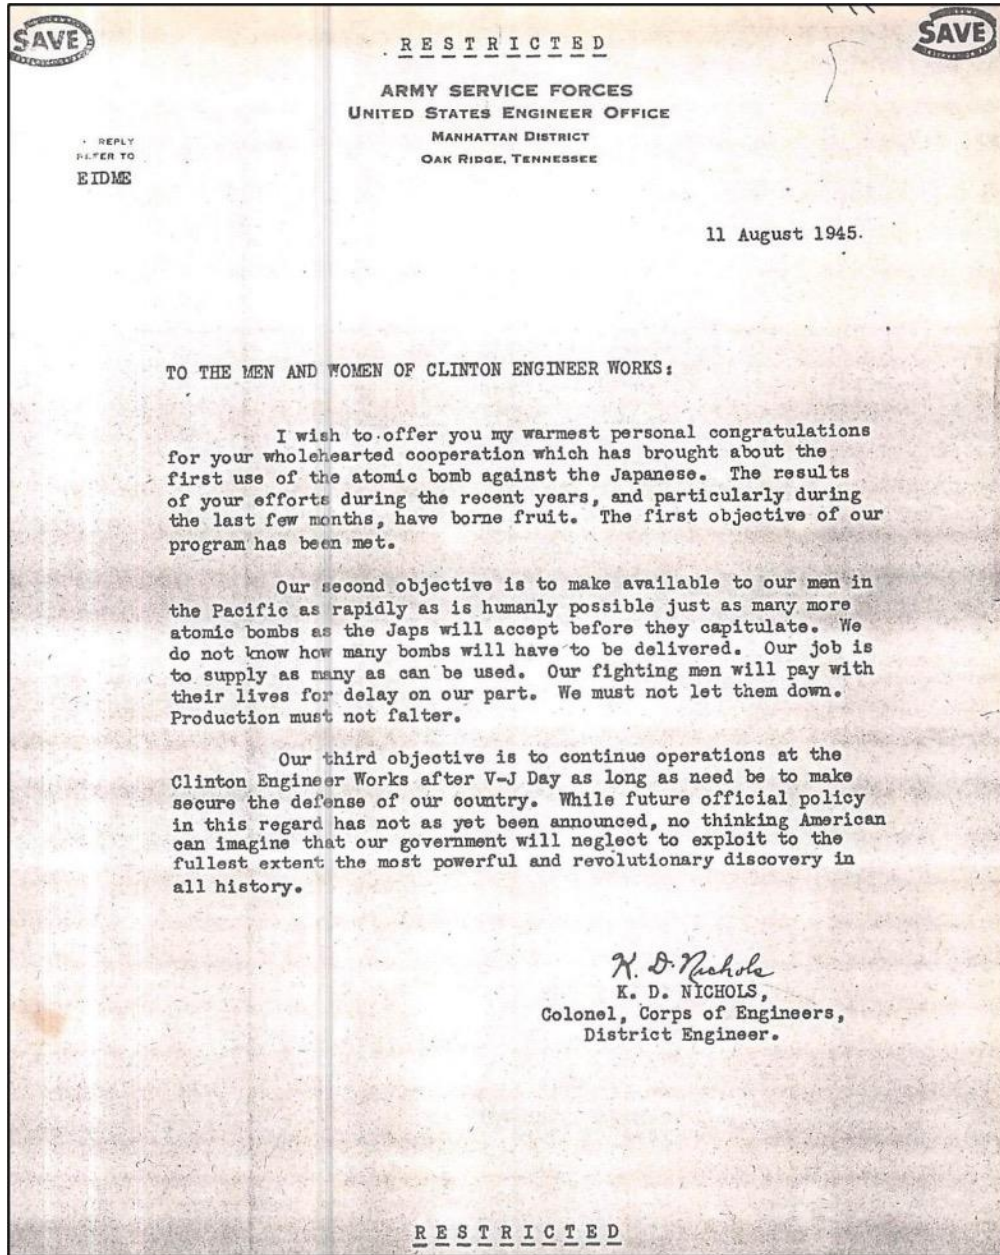 SAVE
SAVE
RESTRICTED
ARMY SERVICE FORCES
UNITED STATES ENGINEER OFFICE
MANHATTAN DISTRICT
OAK RIDGE, TENNESSEE
REPLY
REFER TO
EIDME
11 August 1945.
TO THE MEN AND WOMEN OF CLINTON ENGINEER WORKS:
I wish to offer you my warmest personal congratulations
for your wholehearted cooperation which has brought about the
first use of the atomic bomb against the Japanese. The results
of your efforts during the recent years, and particularly during
the last few months, have borne fruit. The first objective of our
program has been met.
Our second objective is to make available to our men in
the Pacific as rapidly as is humanly possible just as many more
atomic bombs as the Japs will accept before they capitulate. We
do not know how many bombs will have to be delivered. Our job is
to supply as many as can be used. Our fighting men will pay with
their lives for delay on our part. We must not let them down.
Production must not falter.
Our third objective is to continue operations at the
Clinton Engineer Works after V-J Day as long as need be to make
secure the defense of our country. While future official policy
in this regard has not as yet been announced, no thinking American
can imagine that our government will neglect to exploit to the
fullest extent the most powerful and revolutionary discovery in
all history.
K. D. Nichols
K. D. NICHOLS,
Colonel, Corps of Engineers,
District Engineer.
RESTRICTED